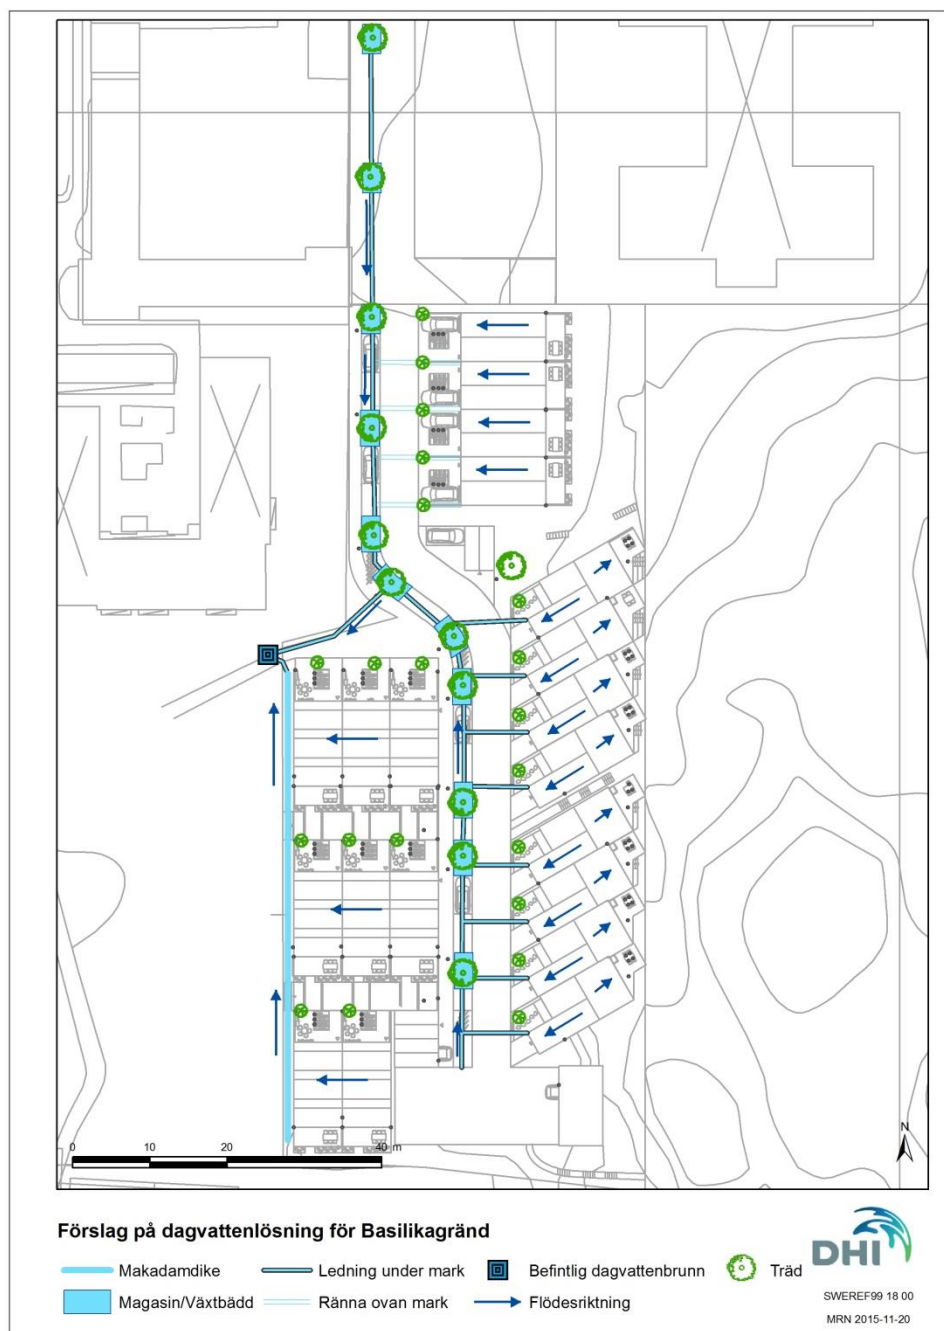 N
0 10 20 40 m
Förslag på dagvattenlösning för Basilikagränd
Makadamdike Ledning under mark Befintlig dagvattenbrunn Träd
Magasin/Växtbädd Ränna ovan mark Flödesriktning
DHI
SWEREF99 18 00
MRN 2015-11-20